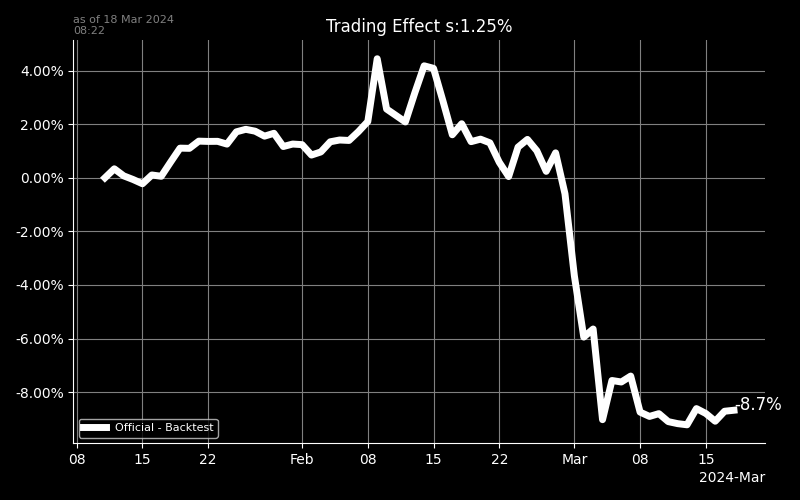 as of 18 Mar 2024
08:22
Trading Effect s:1.25%
4.00%
2.00%
0.00%
-2.00%
-4.00%
-6.00%
-8.00%
-8.7%
Official - Backtest
08 15 22 Feb 08 15 22 Mar 08 15
2024-Mar